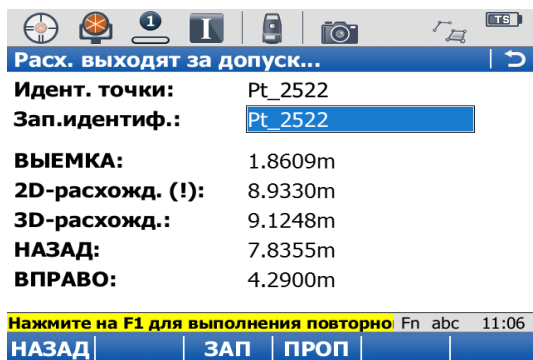 1 I TS
Расх. выходят за допуск...
Идент. точки: Pt_2522
Зап.идентиф.: Pt_2522
ВЫЕМКА: 1.8609m
2D-расхожд. (!): 8.9330m
3D-расхожд.: 9.1248m
НАЗАД: 7.8355m
ВПРАВО: 4.2900m
Нажмите на F1 для выполнения повторно Fn abc 11:06
НАЗАД ЗАП ПРОП